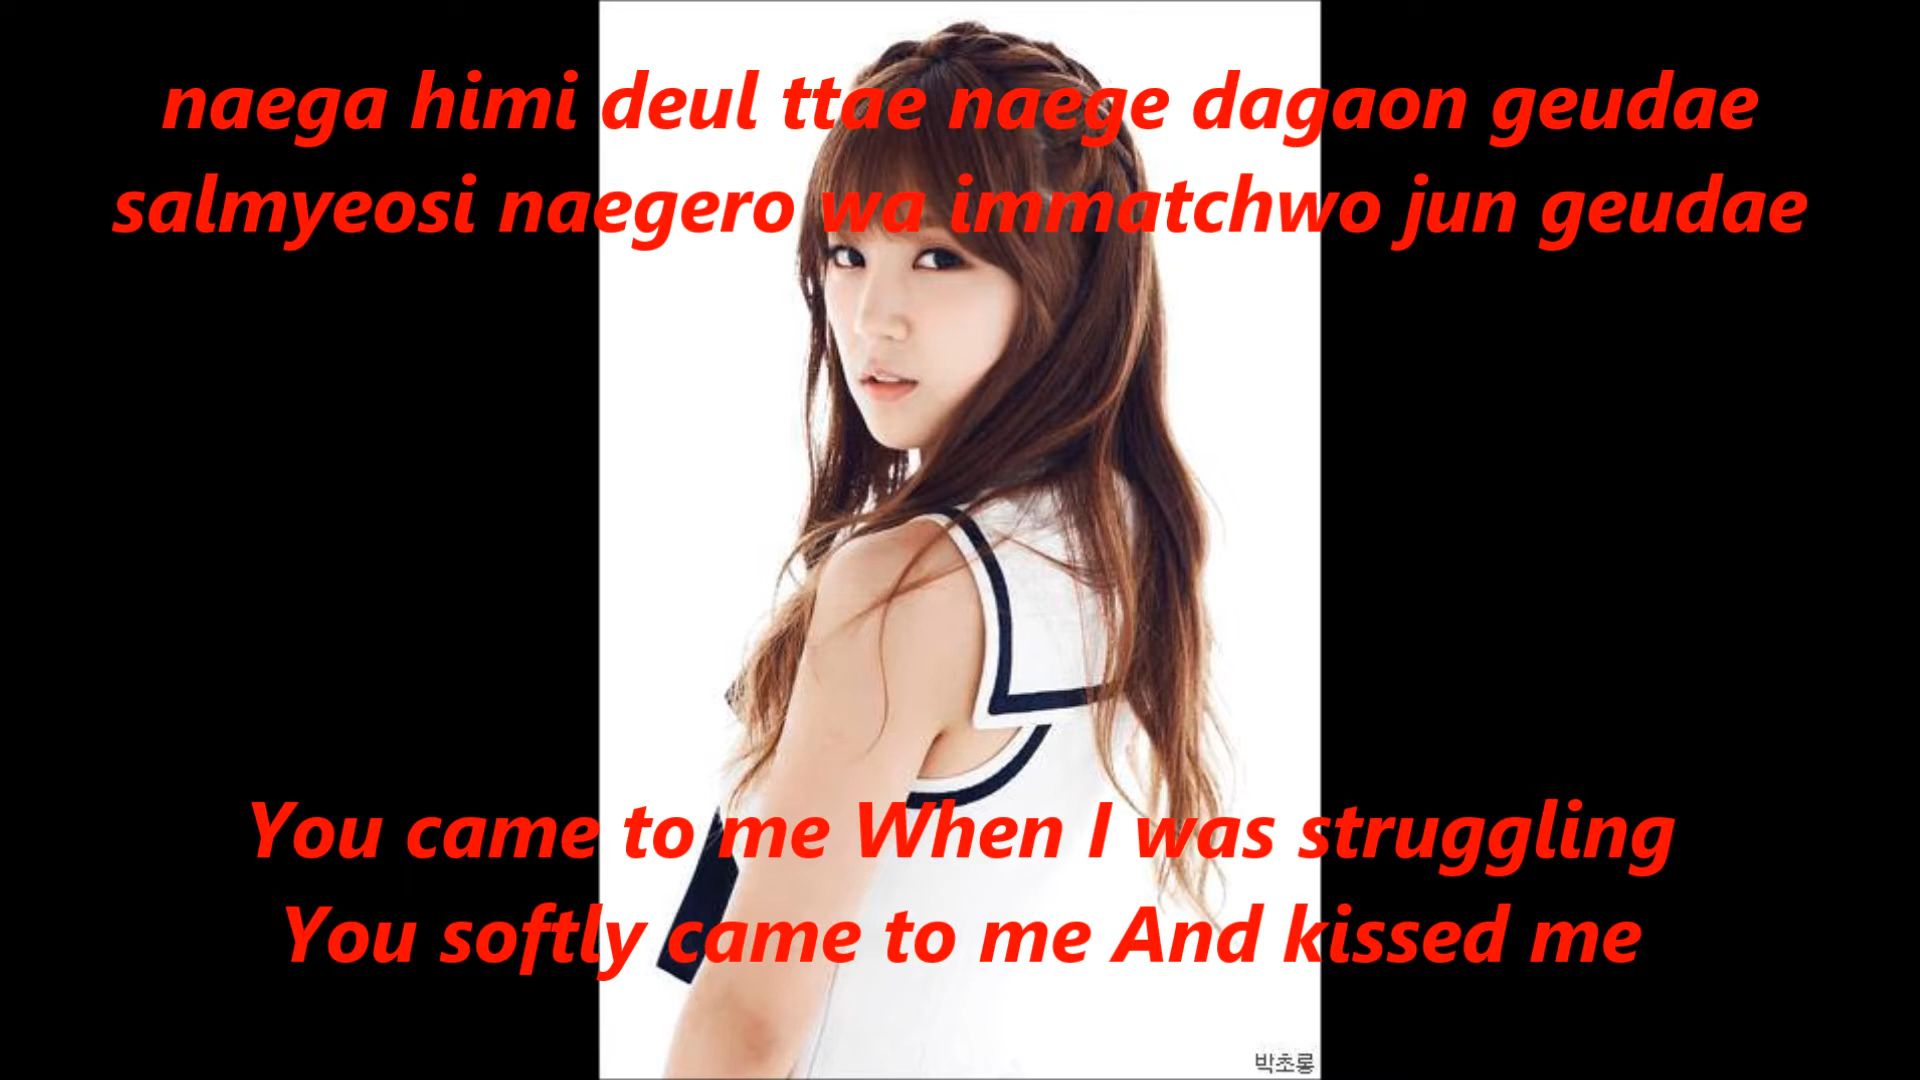 naega himi deul ttae naege dagaon geudae
salmyeosi naegero wa immatchwo jun geudae
You came to me When I was struggling
You softly came to me And kissed me
박초롱